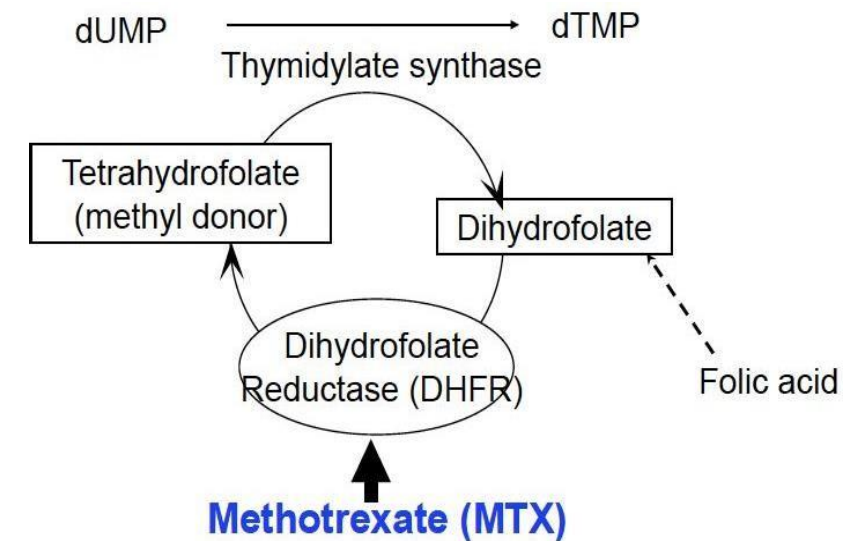 dUMP
dTMP
Thymidylate synthase
Tetrahydrofolate
(methyl donor)
Dihydrofolate
Dihydrofolate
Reductase (DHFR)
Folic acid
Methotrexate (MTX)